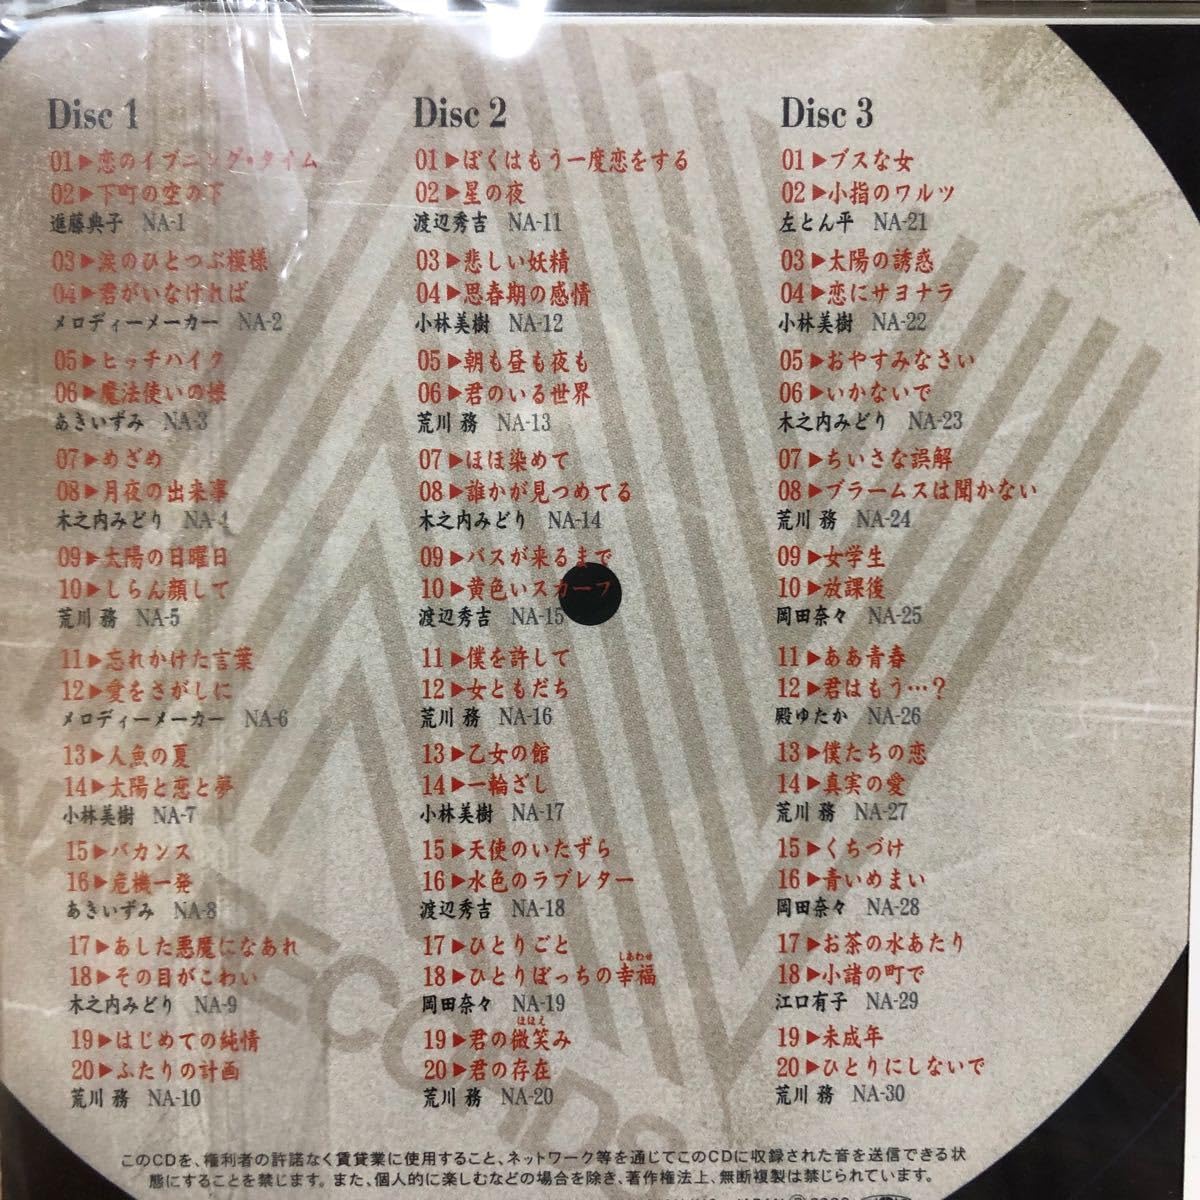 Disc 1
01▶恋のイブニング・タイム
02▶下町の空の下
進藤典子 NA-1
03▶涙のひとつぶ模様
04▶君がいなければ
メロディーメーカー NA-2
05▶ヒッチハイク
06▶魔法使いの娘
あきいずみ NA-3
07▶めざめ
08▶月夜の出来事
木之内みどり NA-4
09▶太陽の日曜日
10▶しらん顔して
荒川 務 NA-5
11▶忘れかけた言葉
12▶愛をさがしに
メロディーメーカー NA-6
13▶人魚の夏
14▶太陽と恋と夢
小林美樹 NA-7
15▶バカンス
16▶危機一発
あきいずみ NA-8
17▶あした悪魔になあれ
18▶その目がこわい
木之内みどり NA-9
19▶はじめての純情
20▶ふたりの計画
荒川 務 NA-10
Disc 2
01▶ぼくはもう一度恋をする
02▶星の夜
渡辺秀吉 NA-11
03▶悲しい妖精
04▶思春期の感情
小林美樹 NA-12
05▶朝も昼も夜も
06▶君のいる世界
荒川 務 NA-13
07▶ほほ染めて
08▶誰かが見つめてる
木之内みどり NA-14
09▶バスが来るまで
10▶黄色いスカーフ
渡辺秀吉 NA-15
11▶僕を許して
12▶女ともだち
荒川 務 NA-16
13▶乙女の館
14▶一輪ざし
小林美樹 NA-17
15▶天使のいたずら
16▶水色のラブレター
渡辺秀吉 NA-18
17▶ひとりごと
しあわせ
18▶ひとりぼっちの幸福
岡田奈々 NA-19
ほほえ
19▶君の微笑み
20▶君の存在
荒川 務 NA-20
Disc 3
01▶ブスな女
02▶小指のワルツ
左とん平 NA-21
03▶太陽の誘惑
04▶恋にサヨナラ
小林美樹 NA-22
05▶おやすみなさい
06▶いかないで
木之内みどり NA-23
07▶ちいさな誤解
08▶ブラームスは聞かない
荒川 務 NA-24
09▶女学生
10▶放課後
岡田奈々 NA-25
11▶ああ青春
12▶君はもう…？
殿ゆたか NA-26
13▶僕たちの恋
14▶真実の愛
荒川 務 NA-27
15▶くちづけ
16▶青いめまい
岡田奈々 NA-28
17▶お茶の水あたり
18▶小諸の町で
江口有子 NA-29
19▶未成年
20▶ひとりにしないで
荒川 務 NA-30
このCDを、権利者の許諾なく賃貸業に使用すること、ネットワーク等を通じてこのCDに収録された音を送信できる状
態にすることを禁じます。また、個人的に楽しむなどの場合を除き、著作権法上、無断複製は禁じられています。